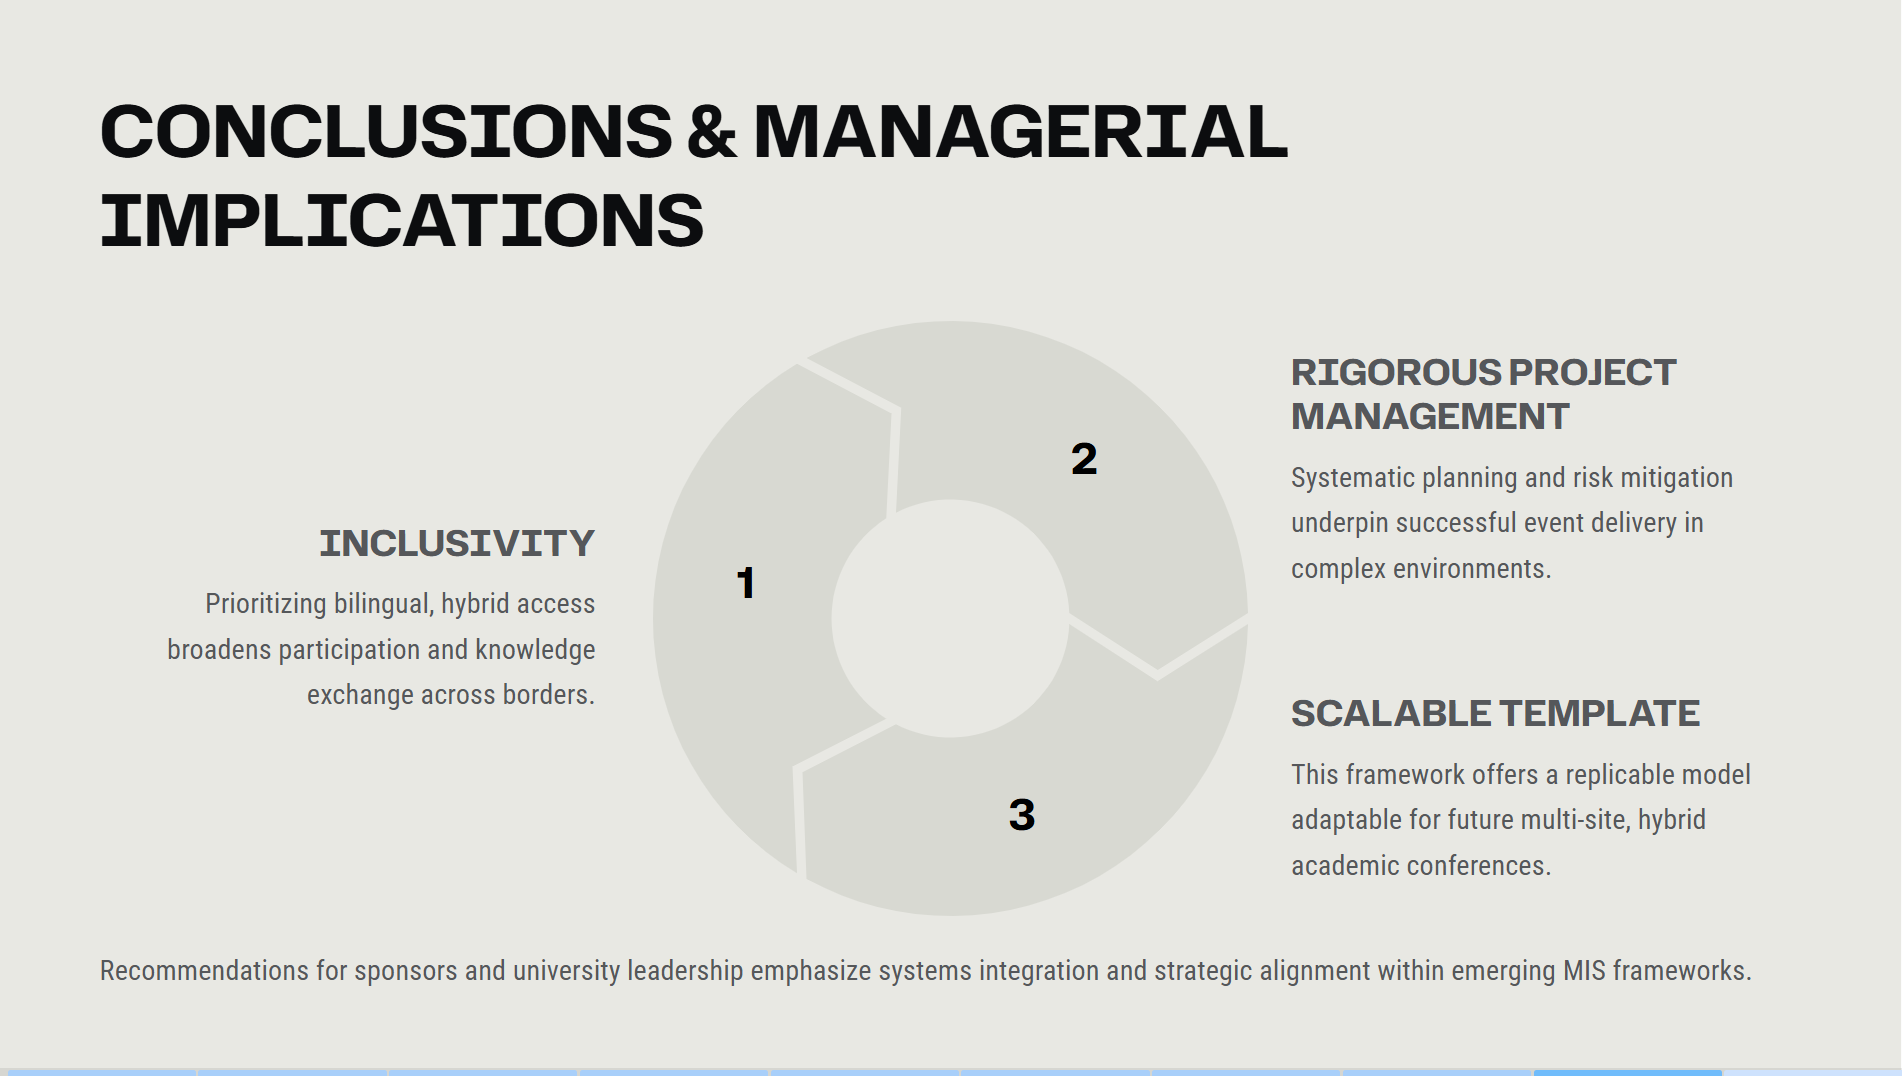 CONCLUSIONS & MANAGERIAL
IMPLICATIONS
1
INCLUSIVITY
Prioritizing bilingual, hybrid access
broadens participation and knowledge
exchange across borders.
2
RIGOROUS PROJECT
MANAGEMENT
Systematic planning and risk mitigation
underpin successful event delivery in
complex environments.
3
SCALABLE TEMPLATE
This framework offers a replicable model
adaptable for future multi-site, hybrid
academic conferences.
Recommendations for sponsors and university leadership emphasize systems integration and strategic alignment within emerging MIS frameworks.